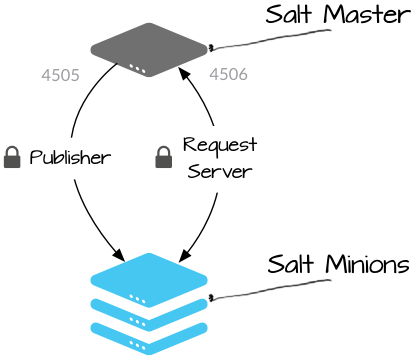 Salt Master
4505
4506
Publisher
Request
Server
Salt Minions